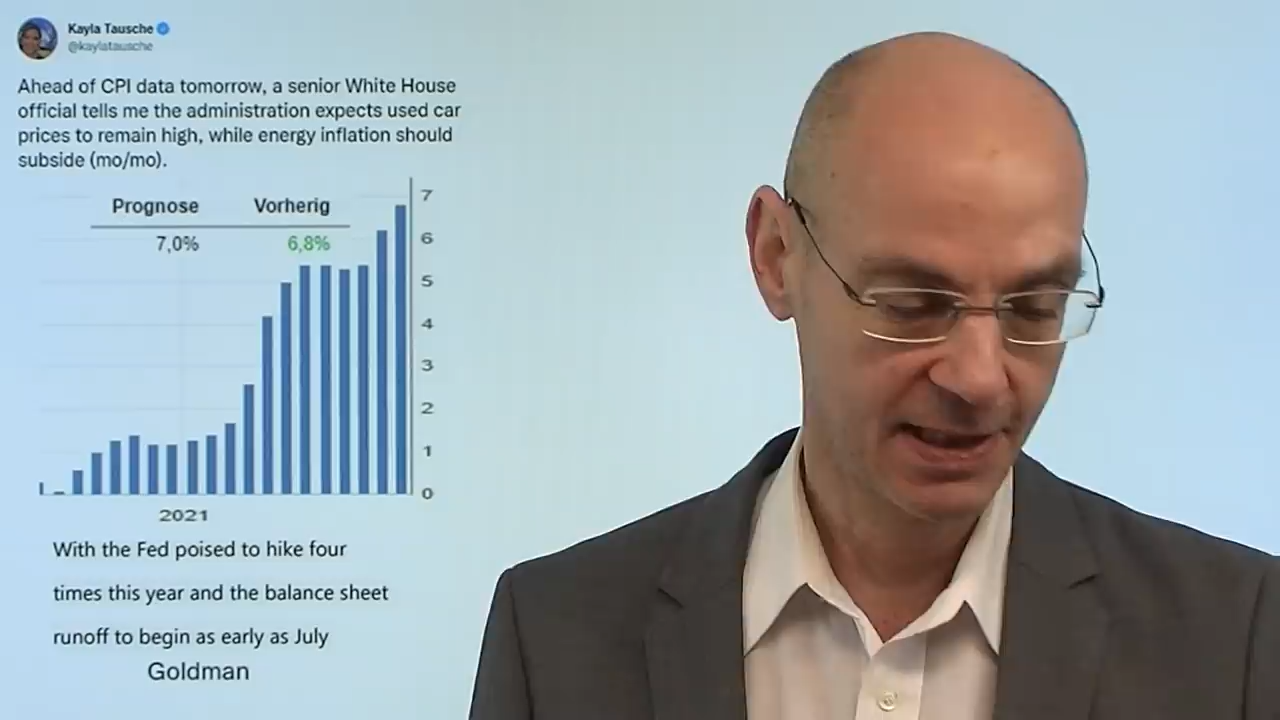 Kayla Tausche
@kaylatausche
Ahead of CPI data tomorrow, a senior White House
official tells me the administration expects used car
prices to remain high, while energy inflation should
subside (mo/mo).
Prognose Vorherig
7,0% 6,8%
7
6
5
4
3
2
1
0
2021
With the Fed poised to hike four
times this year and the balance sheet
runoff to begin as early as July
Goldman